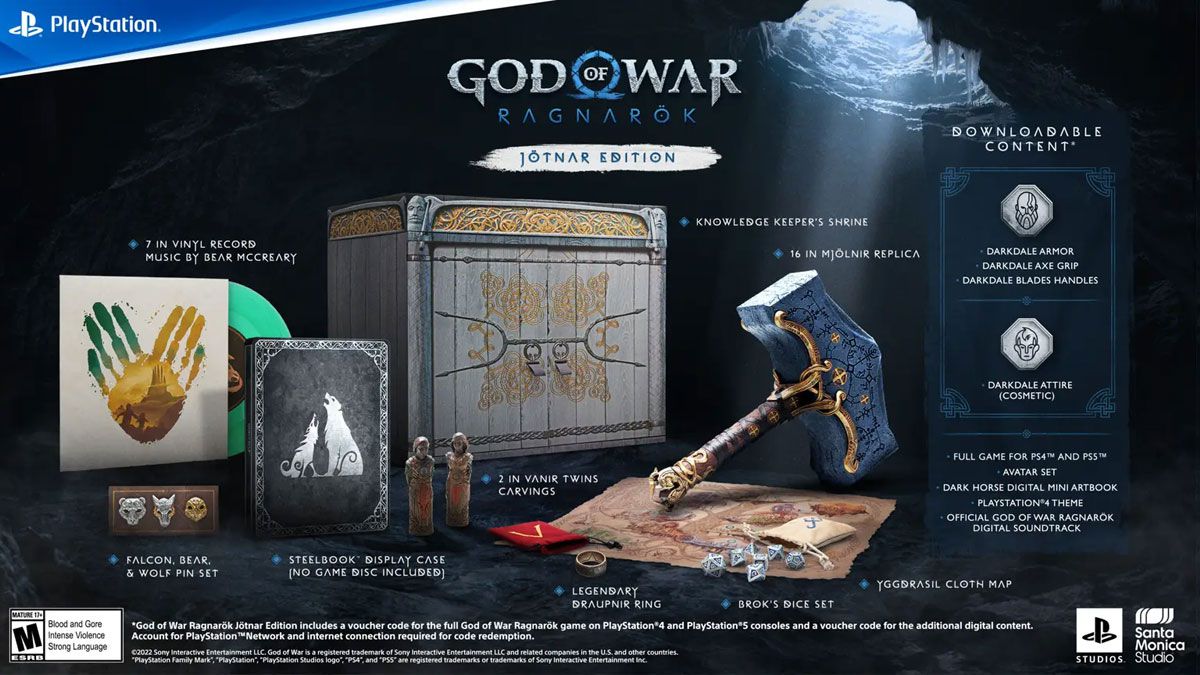 PlayStation.
GOD OF WAR
RAGNARÖK
JÖTNAR EDITION
DOWNLOADABLE
CONTENT*
DARKDALE ARMOR
DARKDALE AXE GRIP
DARKDALE BLADES HANDLES
DARKDALE ATTIRE
(COSMETIC)
FULL GAME FOR PS4™ AND PS5™
AVATAR SET
DARK HORSE DIGITAL MINI ARTBOOK
PLAYSTATION®4 THEME
OFFICIAL GOD OF WAR RAGNARÖK
DIGITAL SOUNDTRACK
7 IN VINYL RECORD
MUSIC BY BEAR MCCREARY
KNOWLEDGE KEEPER'S SHRINE
16 IN MJÖLNIR REPLICA
2 IN VANIR TWINS
CARVINGS
FALCON, BEAR,
& WOLF PIN SET
STEELBOOK™ DISPLAY CASE
(NO GAME DISC INCLUDED)
LEGENDARY
DRAUPNIR RING
BROK'S DICE SET
YGGDRASIL CLOTH MAP
MATURE 17+
M
ESRB
Blood and Gore
Intense Violence
Strong Language
*God of War Ragnarök Jötnar Edition includes a voucher code for the full God of War Ragnarök game on PlayStation®4 and PlayStation®5 consoles and a voucher code for the additional digital content.
Account for PlayStation™Network and internet connection required for code redemption.
©2022 Sony Interactive Entertainment LLC. God of War is a registered trademark of Sony Interactive Entertainment LLC and related companies in the U.S. and other countries.
"PlayStation Family Mark", "PlayStation", "PlayStation Studios logo", "PS4", and "PS5" are registered trademarks or trademarks of Sony Interactive Entertainment Inc.
STUDIOS.
Santa
Monica
Studio